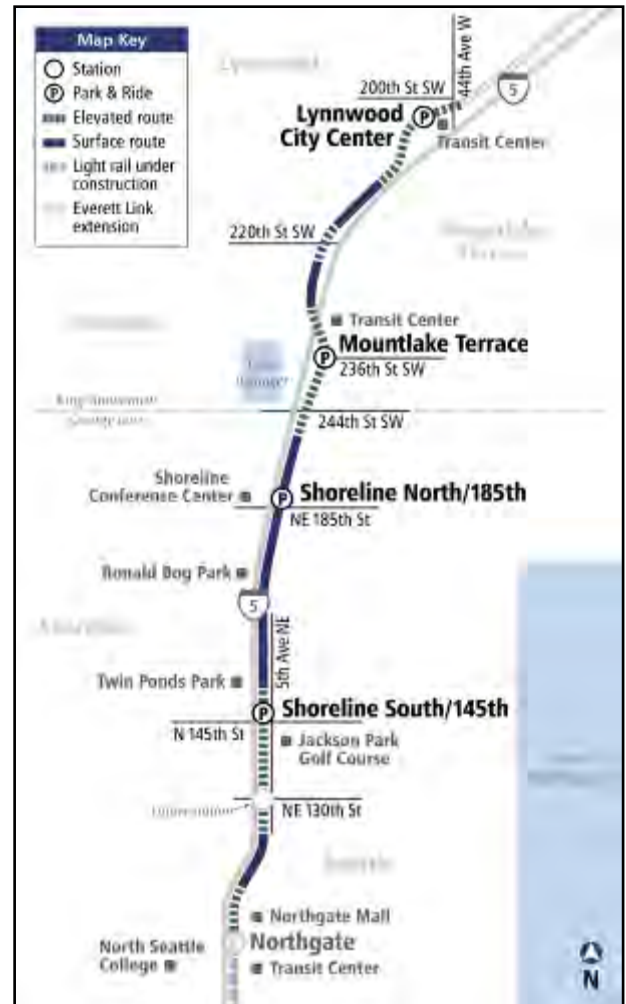 Map Key
Station
P Park & Ride
Elevated route
Surface route
Light rail under
construction
Everett Link
extension
Lynnwood
44th Ave W
200th St SW
5
Lynnwood
City Center
P
Transit Center
220th St SW
Mountlake
Terrace
Transit Center
P
Mountlake Terrace
236th St SW
244th St SW
Shoreline
Conference Center
P
Shoreline North/185th
NE 185th St
Ronald Bog Park
5
5th Ave NE
Twin Ponds Park
P
Shoreline South/145th
N 145th St
Jackson Park
Golf Course
NE 130th St
Seattle
Northgate Mall
Northgate
North Seattle
College
Transit Center
N